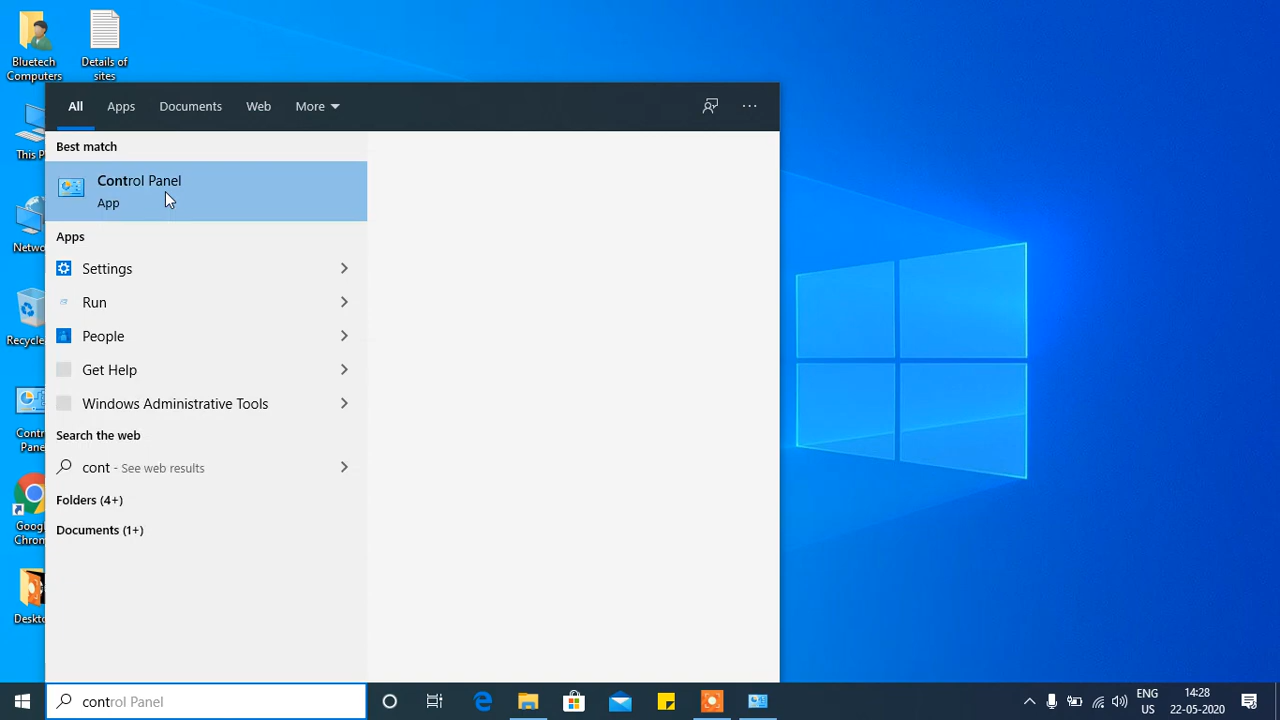 Bluetech
Computers
Details of
sites
All
Apps
Documents
Web
More
Best match
Control Panel
App
Apps
Settings
Run
People
Get Help
Windows Administrative Tools
Search the web
cont - See web results
Folders (4+)
Documents (1+)
This P
Netwo
Recycle
Contr
Pane
Goog
Chron
Deskto
control Panel
ENG
US
14:28
22-05-2020